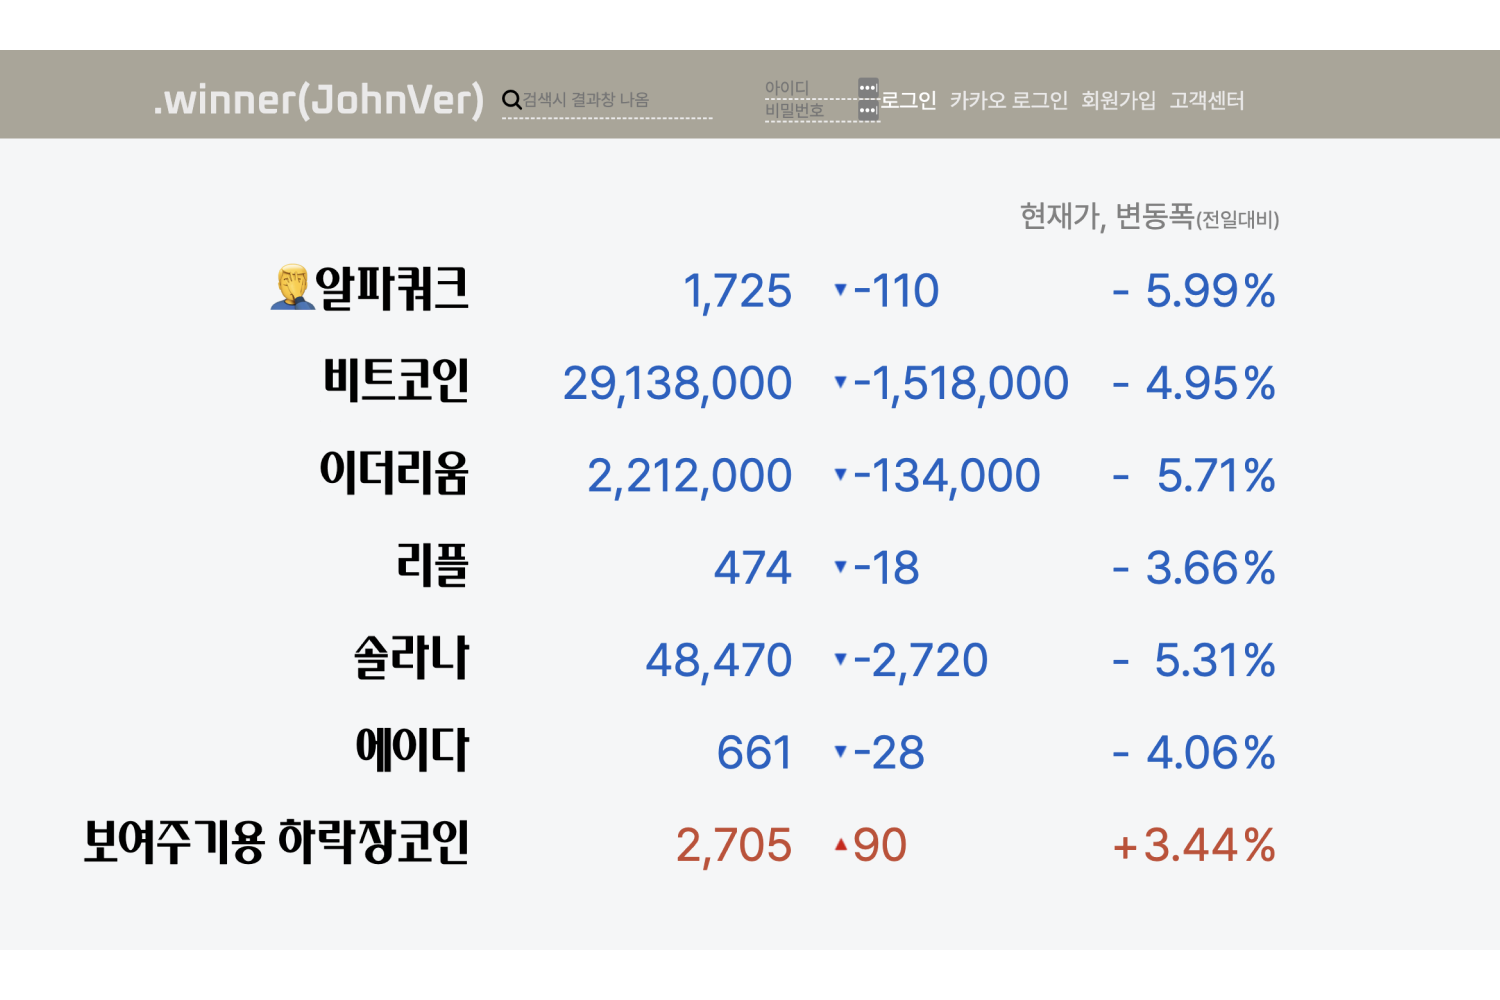 .winner(JohnVer) 검색시 결과창 나옴 아이디 로그인 카카오 로그인 회원가입 고객센터
비밀번호
현재가, 변동폭(전일대비)
🤦알파쿼크 1,725 ▼-110 - 5.99%
비트코인 29,138,000 ▼-1,518,000 - 4.95%
이더리움 2,212,000 ▼-134,000 - 5.71%
리플 474 ▼-18 - 3.66%
솔라나 48,470 ▼-2,720 - 5.31%
에이다 661 ▼-28 - 4.06%
보여주기용 하락장코인 2,705 ▲90 +3.44%